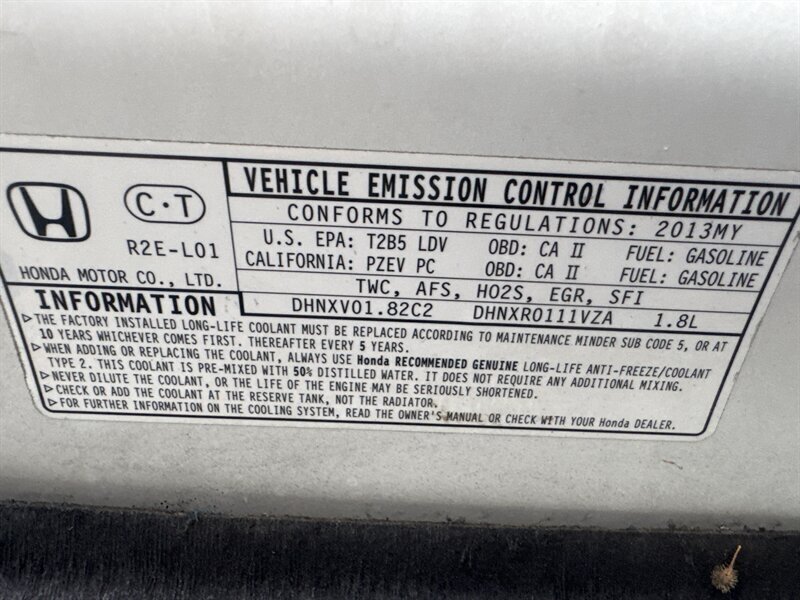 C·T
R2E-L01
HONDA MOTOR CO., LTD.
VEHICLE EMISSION CONTROL INFORMATION
CONFORMS TO REGULATIONS: 2013MY
U.S. EPA: T2B5 LDV OBD: CA II FUEL: GASOLINE
CALIFORNIA: PZEV PC OBD: CA II FUEL: GASOLINE
TWC, AFS, HO2S, EGR, SFI
DHNXV01.82C2 DHNXR0111VZA 1.8L
INFORMATION
▷THE FACTORY INSTALLED LONG-LIFE COOLANT MUST BE REPLACED ACCORDING TO MAINTENANCE MINDER SUB CODE 5, OR AT
10 YEARS WHICHEVER COMES FIRST. THEREAFTER EVERY 5 YEARS.
▷WHEN ADDING OR REPLACING THE COOLANT, ALWAYS USE Honda RECOMMENDED GENUINE LONG-LIFE ANTI-FREEZE/COOLANT
TYPE 2. THIS COOLANT IS PRE-MIXED WITH 50% DISTILLED WATER. IT DOES NOT REQUIRE ANY ADDITIONAL MIXING.
▷NEVER DILUTE THE COOLANT, OR THE LIFE OF THE ENGINE MAY BE SERIOUSLY SHORTENED.
▷CHECK OR ADD THE COOLANT AT THE RESERVE TANK, NOT THE RADIATOR.
▷FOR FURTHER INFORMATION ON THE COOLING SYSTEM, READ THE OWNER'S MANUAL OR CHECK WITH YOUR Honda DEALER.